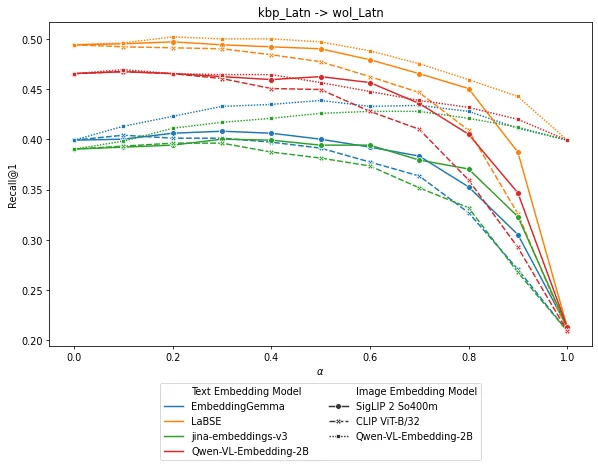 kbp_Latn -> wol_Latn
Recall@1
0.50
0.45
0.40
0.35
0.30
0.25
0.20
0.0 0.2 0.4 0.6 0.8 1.0
α
Text Embedding Model
EmbeddingGemma
LaBSE
jina-embeddings-v3
Qwen-VL-Embedding-2B
Image Embedding Model
SigLIP 2 So400m
CLIP ViT-B/32
Qwen-VL-Embedding-2B